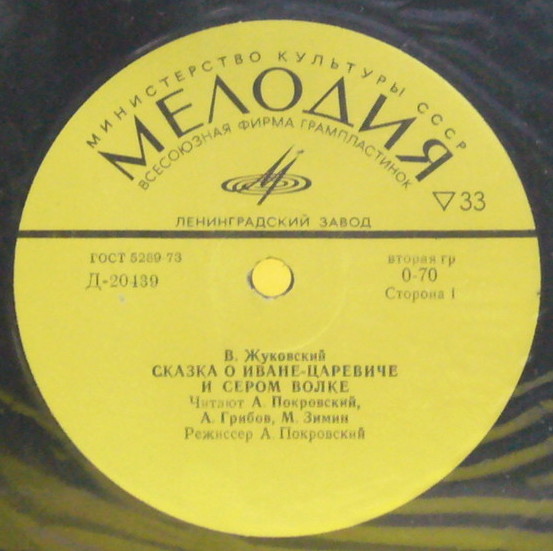 МИНИСТЕРСТВО КУЛЬТУРЫ СССР
МЕЛОДИЯ
ВСЕСОЮЗНАЯ ФИРМА ГРАМПЛАСТИНОК
▽33
ЛЕНИНГРАДСКИЙ ЗАВОД
ГОСТ 5289-73
Д-20439
вторая гр
0-70
Сторона 1
В. Жуковский
СКАЗКА О ИВАНЕ-ЦАРЕВИЧЕ
И СЕРОМ ВОЛКЕ
Читают А. Покровский,
А. Грибов, М. Зимин
Режиссер А. Покровский